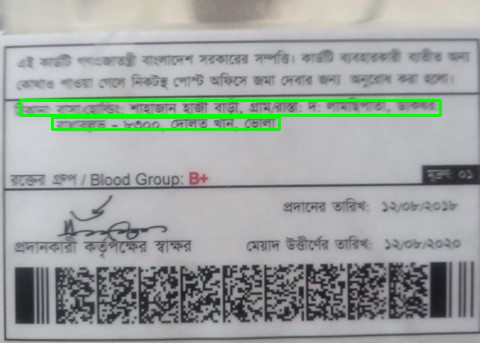 এই কার্ডটি গণপ্রজাতন্ত্রী বাংলাদেশ সরকারের সম্পত্তি। কার্ডটি ব্যবহারকারী ব্যতীত অন্য
কোথাও পাওয়া গেলে নিকটস্থ পোস্ট অফিসে জমা দেবার জন্য অনুরোধ করা হলো।
ঠিকানা: বাসা/হোল্ডিং: শাহাজান হাজী বাড়ী, গ্রাম/রাস্তা: দ: লামছিপাতা, ডাকঘর:
- ৮৩০০, দৌলত খান, ভোলা
রক্তের গ্রুপ / Blood Group: B+
মুদ্রণ: ০১
প্রদানের তারিখ: ১২/০৮/২০১৮
প্রদানকারী কর্তৃপক্ষের স্বাক্ষর
মেয়াদ উত্তীর্ণের তারিখ: ১২/০৮/২০২০